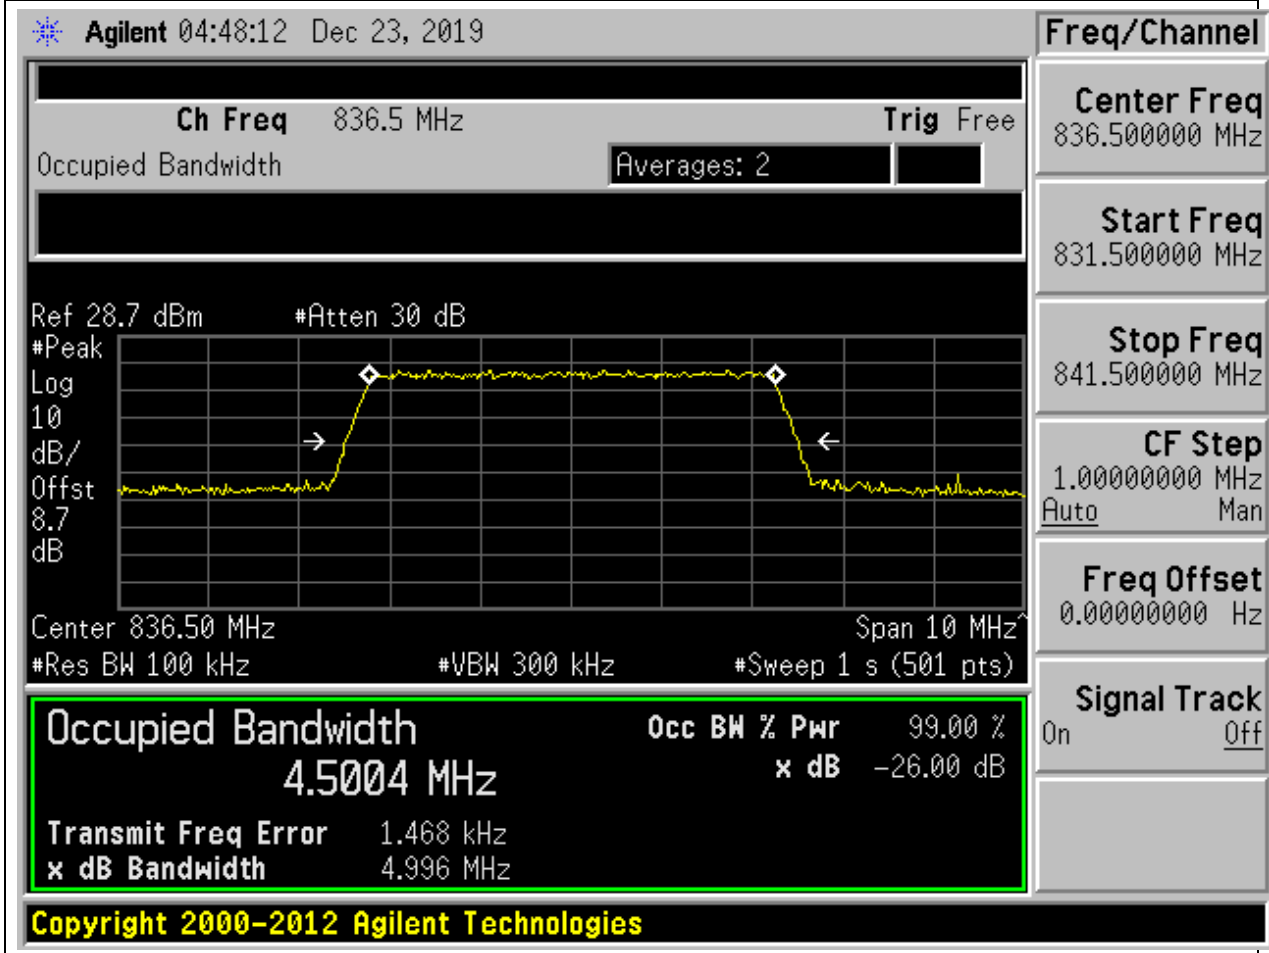 Agilent 04:48:12 Dec 23, 2019
Freq/Channel
Ch Freq 836.5 MHz Trig Free
Occupied Bandwidth Averages: 2
Ref 28.7 dBm #Atten 30 dB
#Peak
Log
10
dB/
Offst
8.7
dB
Center 836.50 MHz Span 10 MHz^
#Res BW 100 kHz #VBW 300 kHz #Sweep 1 s (501 pts)
Occupied Bandwidth Occ BW % Pwr 99.00 %
4.5004 MHz x dB -26.00 dB
Transmit Freq Error 1.468 kHz
x dB Bandwidth 4.996 MHz
Copyright 2000-2012 Agilent Technologies
Center Freq
836.500000 MHz
Start Freq
831.500000 MHz
Stop Freq
841.500000 MHz
CF Step
1.00000000 MHz
Auto Man
Freq Offset
0.00000000 Hz
Signal Track
On Off